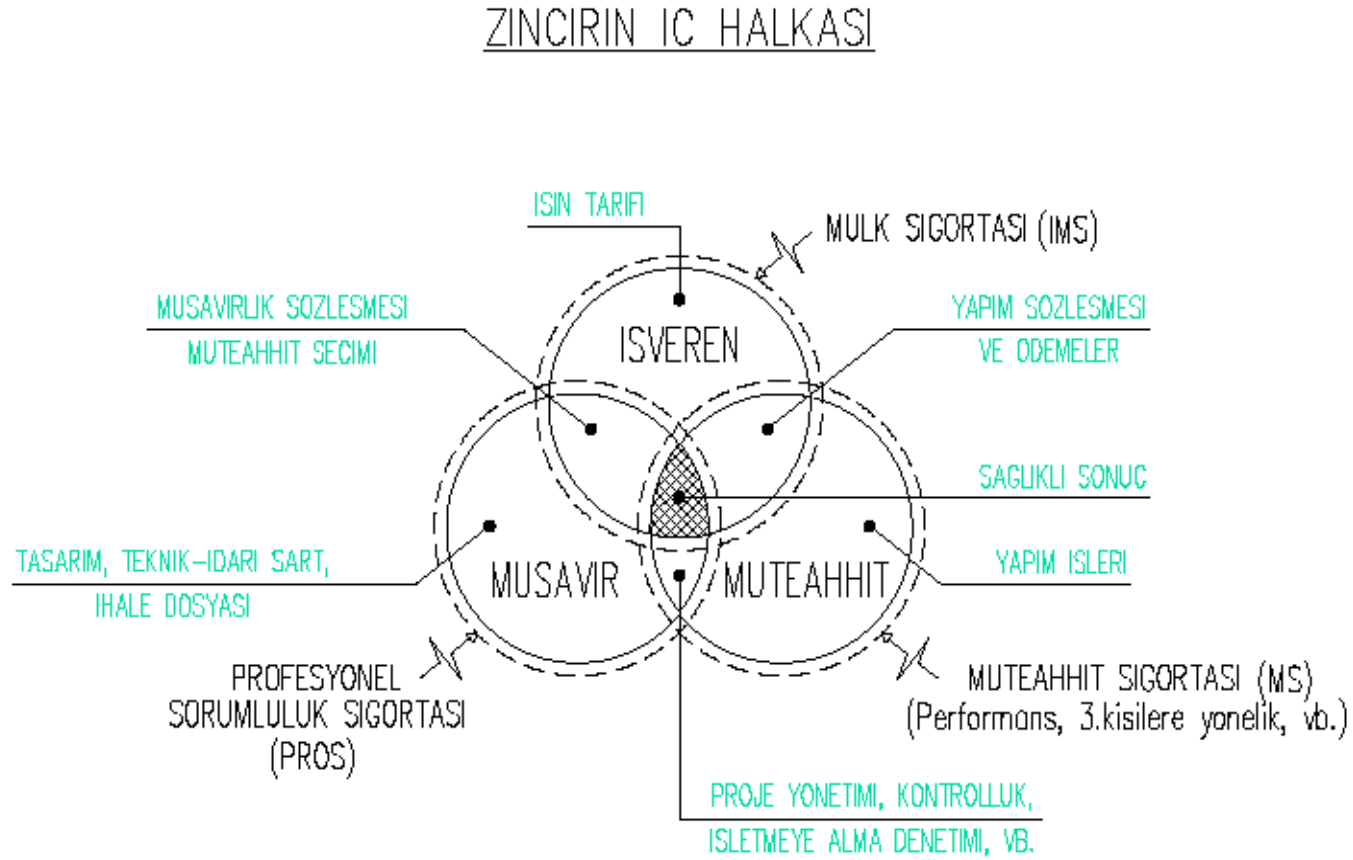 ZINCIRIN IC HALKASI
ISIN TARIFI
MULK SIGORTASI (IMS)
MUSAVIRLIK SOZLESMESI
MUTEAHHIT SECIMI
YAPIM SOZLESMESI
VE ODEMELER
ISVEREN
SAGLIKLI SONUC
TASARIM, TEKNIK-IDARI SART,
IHALE DOSYASI
MUSAVIR
MUTEAHHIT
YAPIM ISLERI
PROFESYONEL
SORUMLULUK SIGORTASI
(PROS)
MUTEAHHIT SIGORTASI (MS)
(Performans, 3.kisilere yonelik, vb.)
PROJE YONETIMI, KONTROLLUK,
ISLETMEYE ALMA DENETIMI, VB.